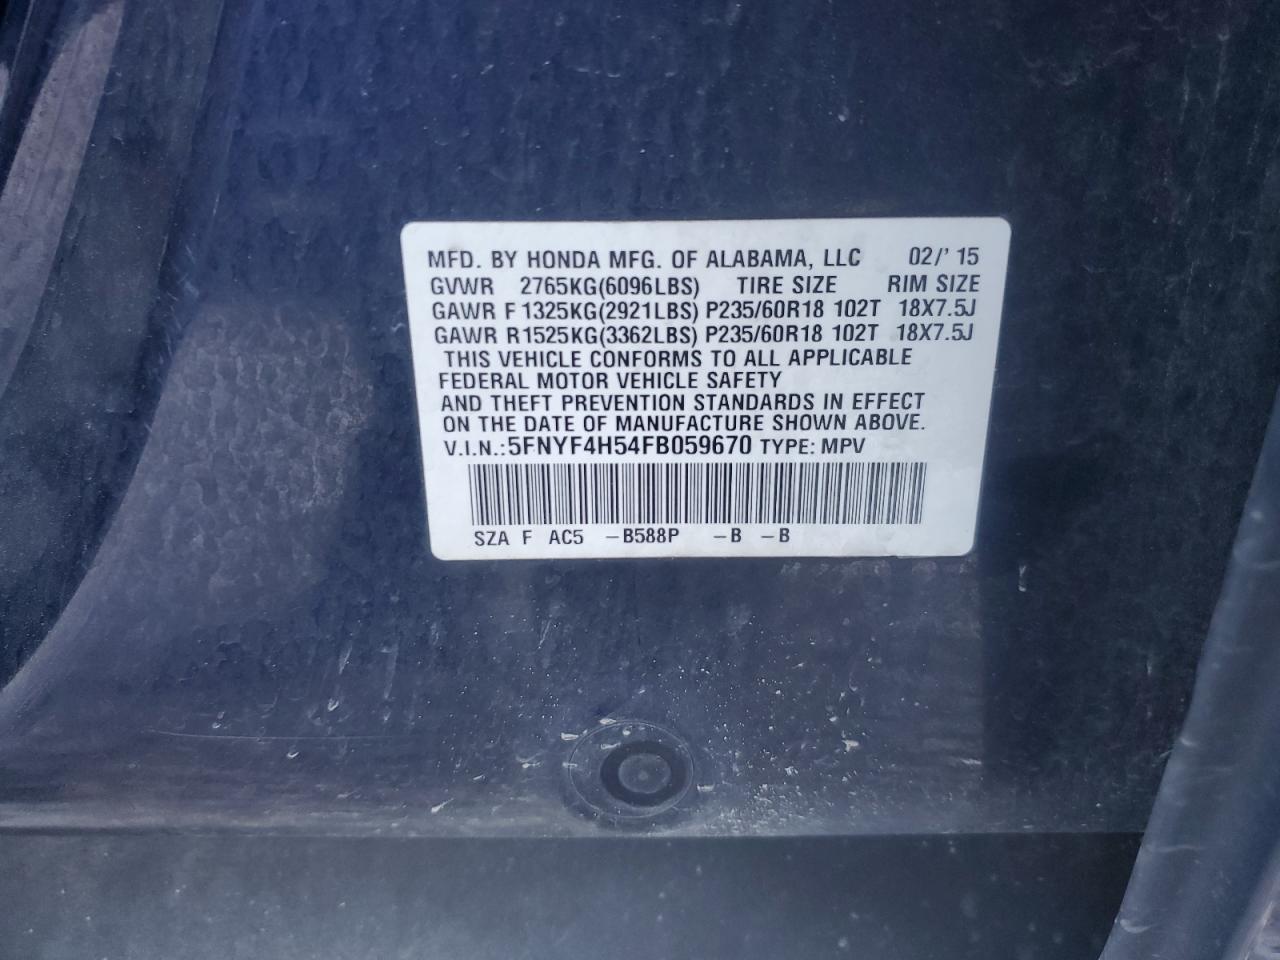 MFD. BY HONDA MFG. OF ALABAMA, LLC 02/'15
GVWR 2765KG(6096LBS) TIRE SIZE RIM SIZE
GAWR F 1325KG(2921LBS) P235/60R18 102T 18X7.5J
GAWR R1525KG(3362LBS) P235/60R18 102T 18X7.5J
THIS VEHICLE CONFORMS TO ALL APPLICABLE
FEDERAL MOTOR VEHICLE SAFETY
AND THEFT PREVENTION STANDARDS IN EFFECT
ON THE DATE OF MANUFACTURE SHOWN ABOVE.
V.I.N.:5FNYF4H54FB059670 TYPE: MPV
SZA F AC5 -B588P -B -B